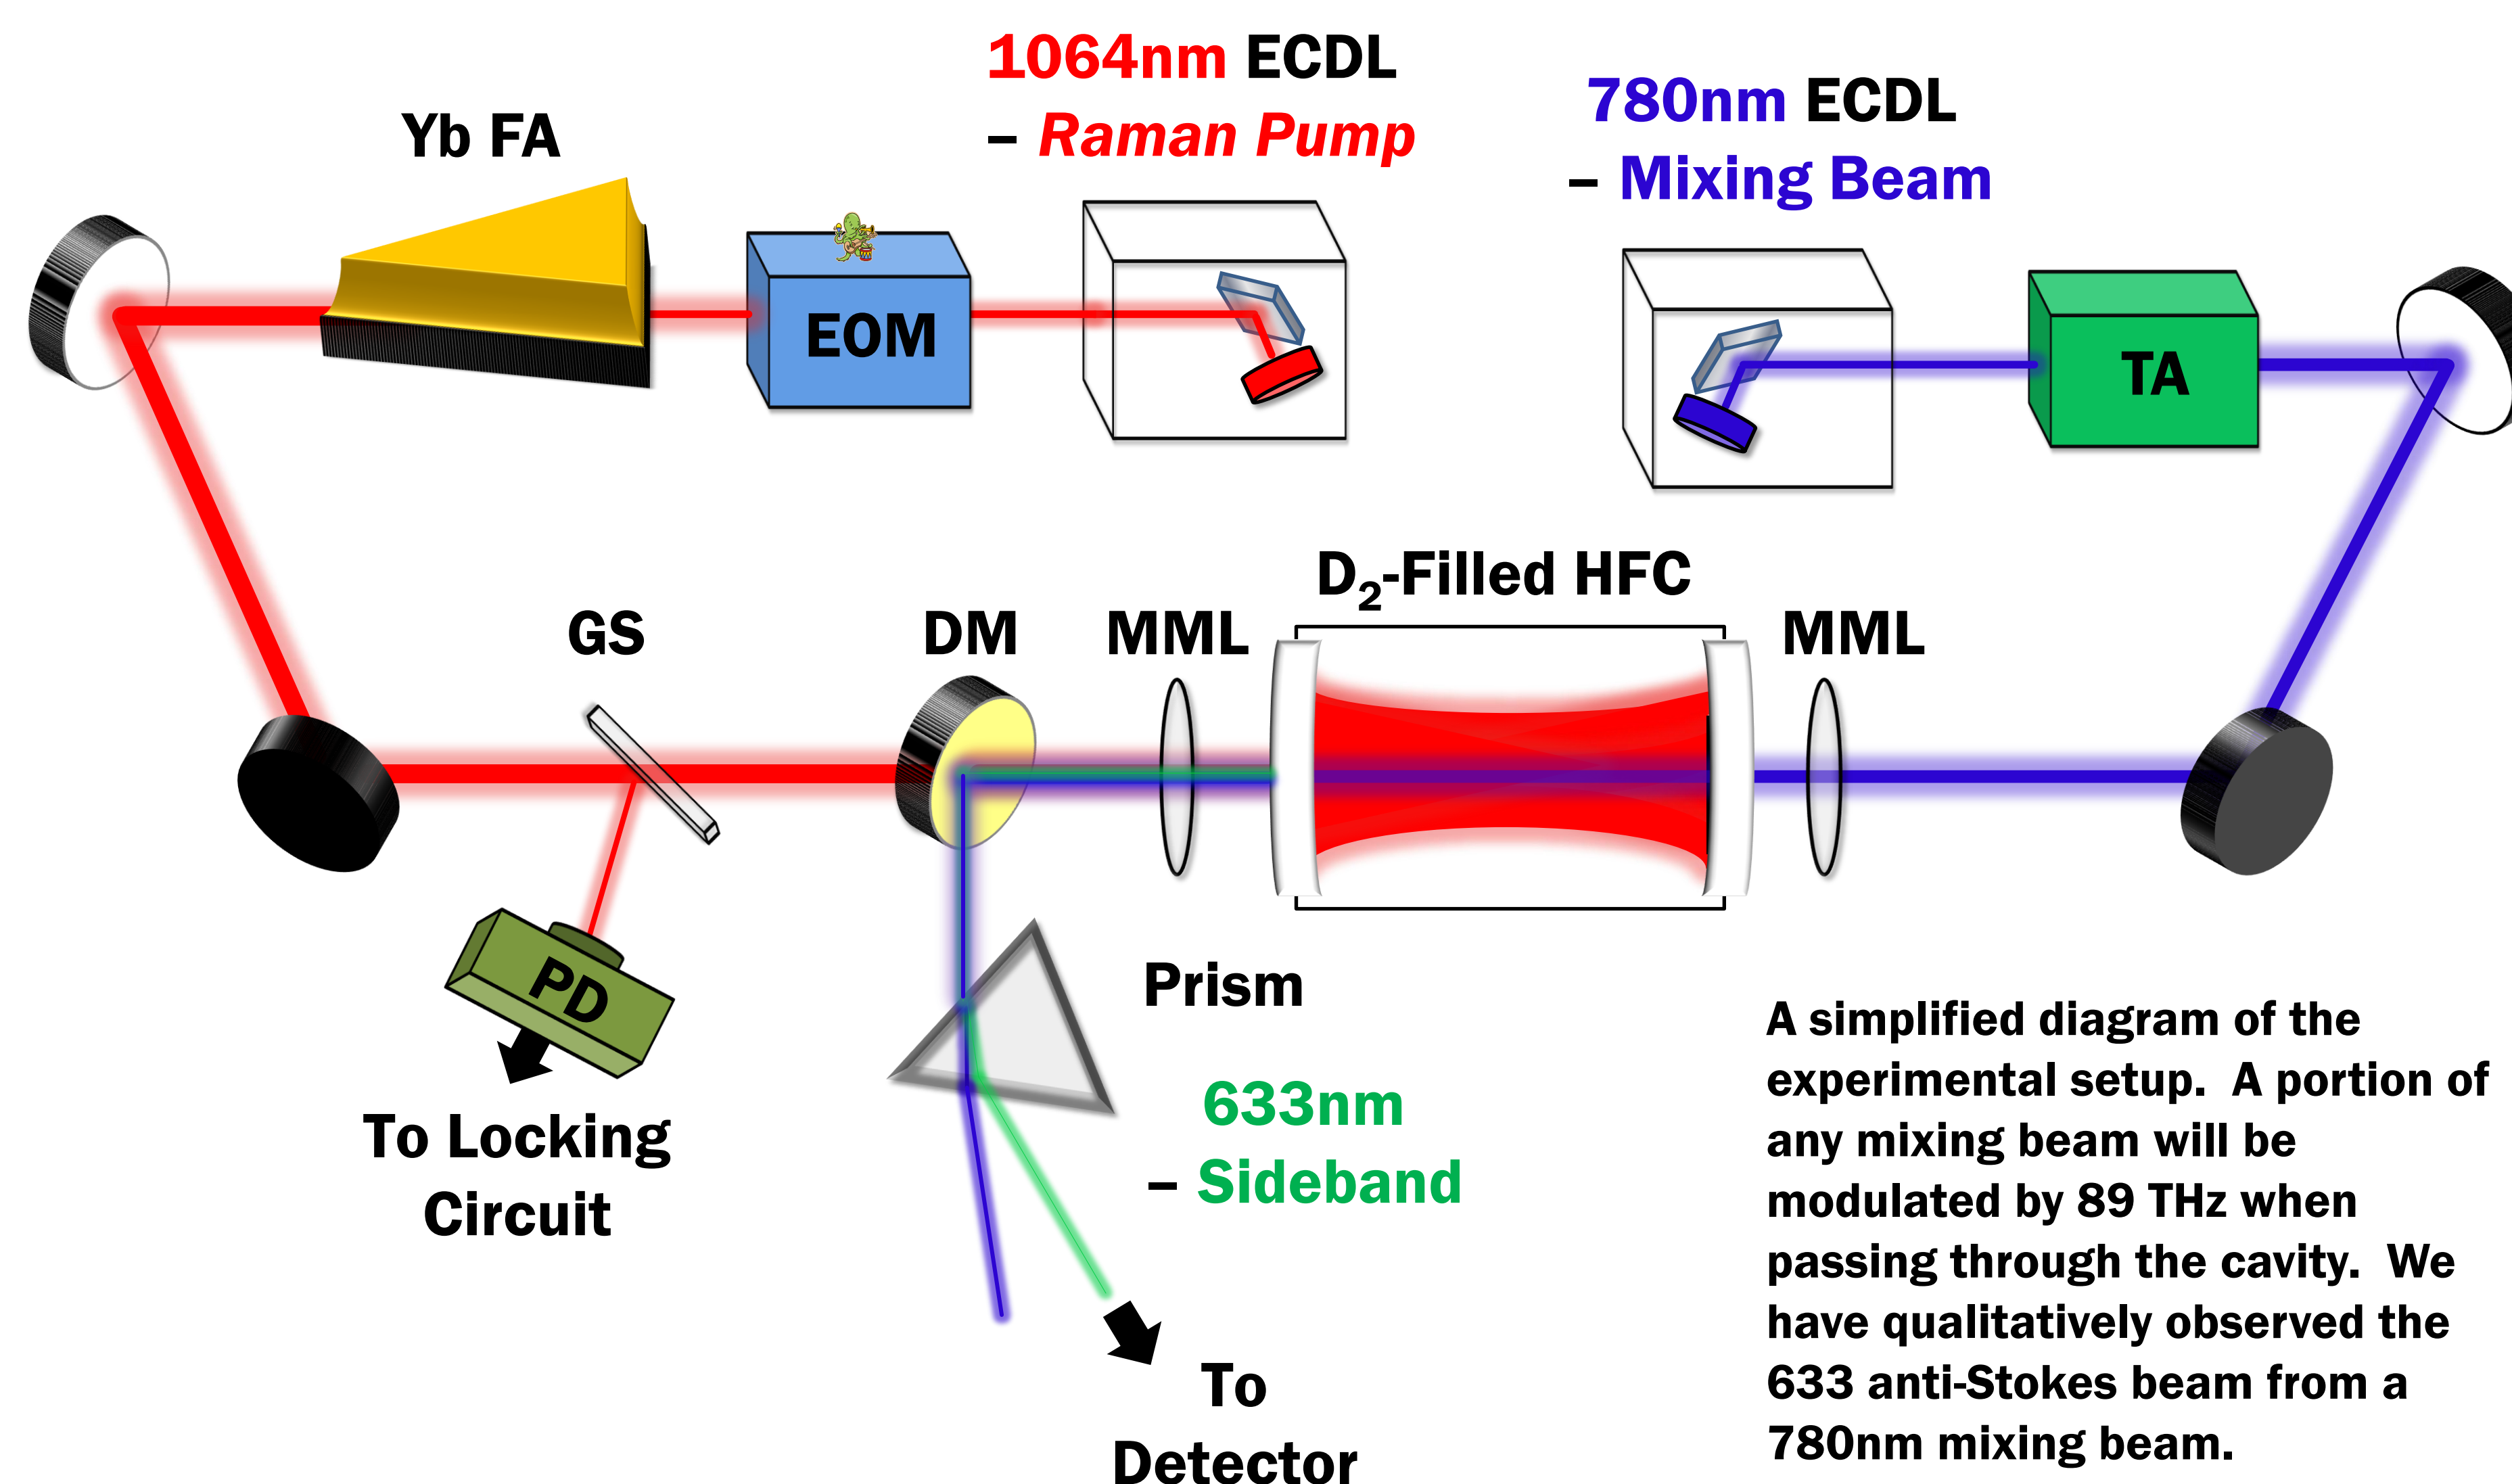 1064nm ECDL
– Raman Pump
780nm ECDL
– Mixing Beam
Yb FA
EOM
TA
D₂-Filled HFC
GS
DM
MML
MML
PD
To Locking
Circuit
Prism
633nm
– Sideband
To
Detector
A simplified diagram of the
experimental setup.  A portion of
any mixing beam will be
modulated by 89 THz when
passing through the cavity.  We
have qualitatively observed the
633 anti-Stokes beam from a
780nm mixing beam.